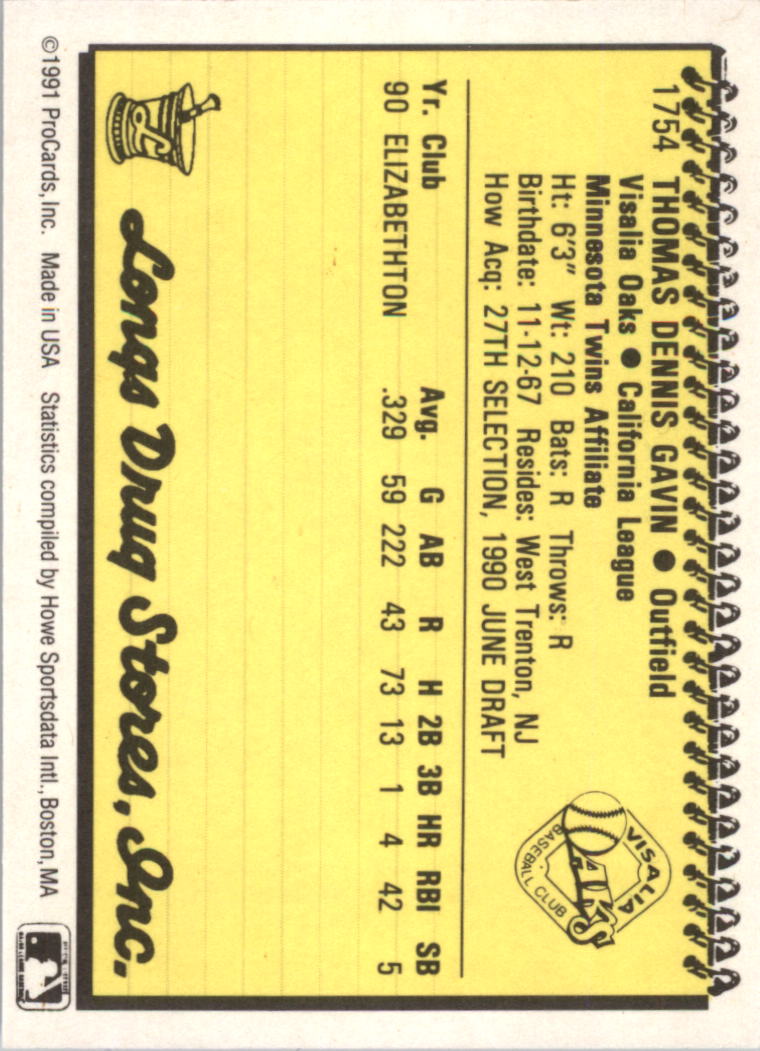 1754 THOMAS DENNIS GAVIN ● Outfield
Visalia Oaks ● California League
Minnesota Twins Affiliate
Ht: 6'3" Wt: 210 Bats: R Throws: R
Birthdate: 11-12-67 Resides: West Trenton, NJ
How Acq: 27TH SELECTION, 1990 JUNE DRAFT
VISALIA
Oaks
BASEBALL CLUB
Yr. Club Avg. G AB R H 2B 3B HR RBI SB
90 ELIZABETHTON .329 59 222 43 73 13 1 4 42 5
L
Longs Drug Stores, Inc.
©1991 ProCards, Inc. Made in USA Statistics compiled by Howe Sportsdata Intl., Boston, MA